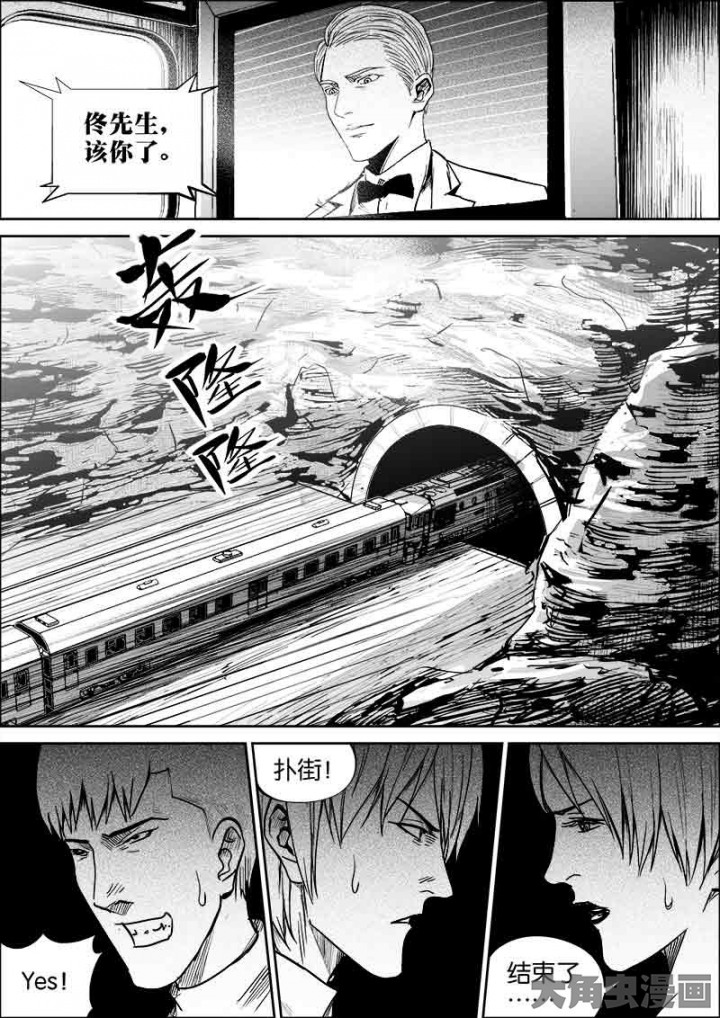 佟先生，
该你了。
轰
隆
隆
Yes！
扑街！
结束了
……
大角虫漫画